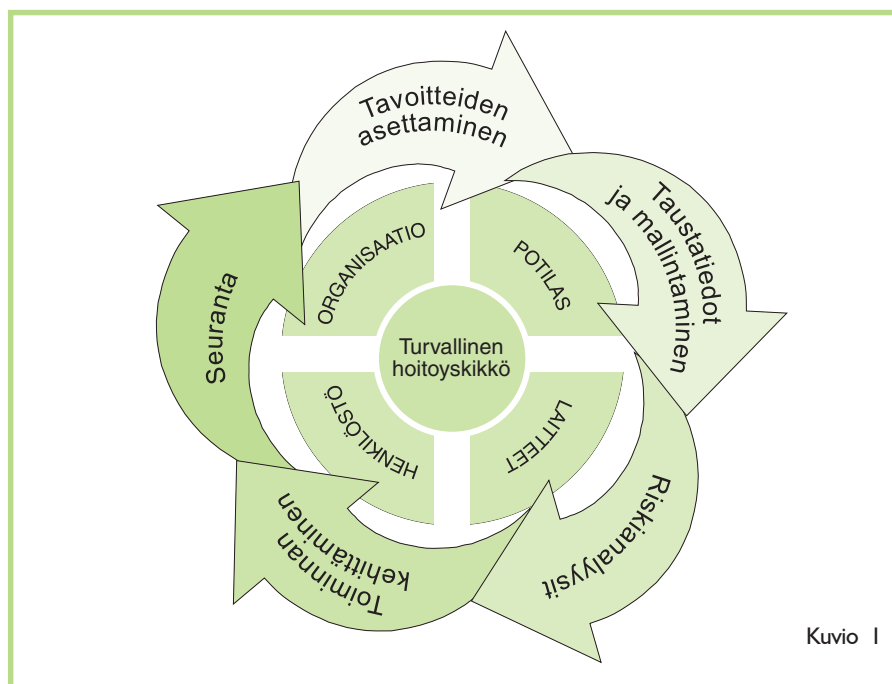 Tavoitteiden
asettaminen
Taustatiedot
ja mallintaminen
Riskianalyysit
Toiminnan
kehittäminen
Seuranta
ORGANISAATIO
POTILAS
LAITTEET
HENKILÖSTÖ
Turvallinen
hoitoyskikkö
Kuvio 1